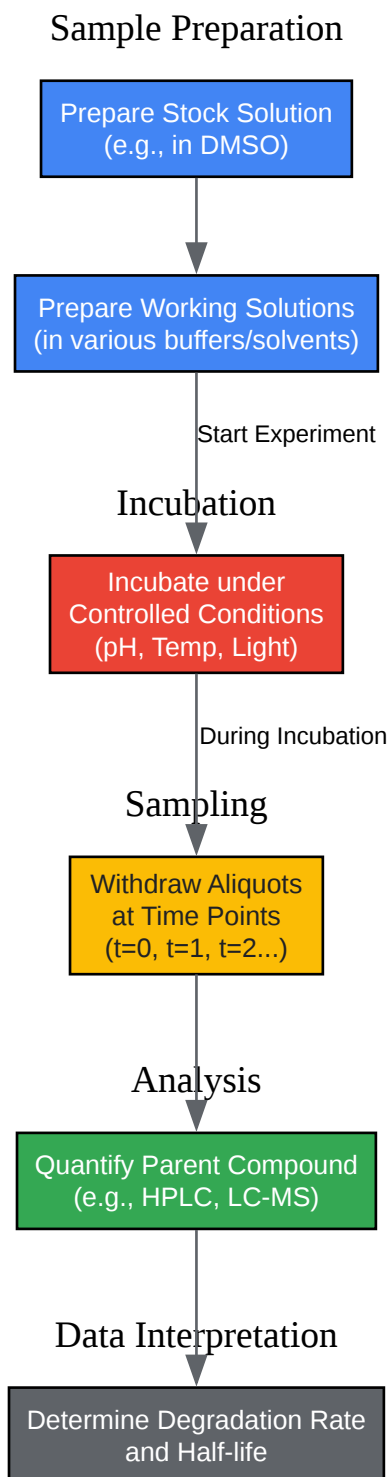 Sample Preparation
Prepare Stock Solution
(e.g., in DMSO)
Prepare Working Solutions
(in various buffers/solvents)
Start Experiment
Incubation
Incubate under
Controlled Conditions
(pH, Temp, Light)
During Incubation
Sampling
Withdraw Aliquots
at Time Points
(t=0, t=1, t=2...)
Analysis
Quantify Parent Compound
(e.g., HPLC, LC-MS)
Data Interpretation
Determine Degradation Rate
and Half-life